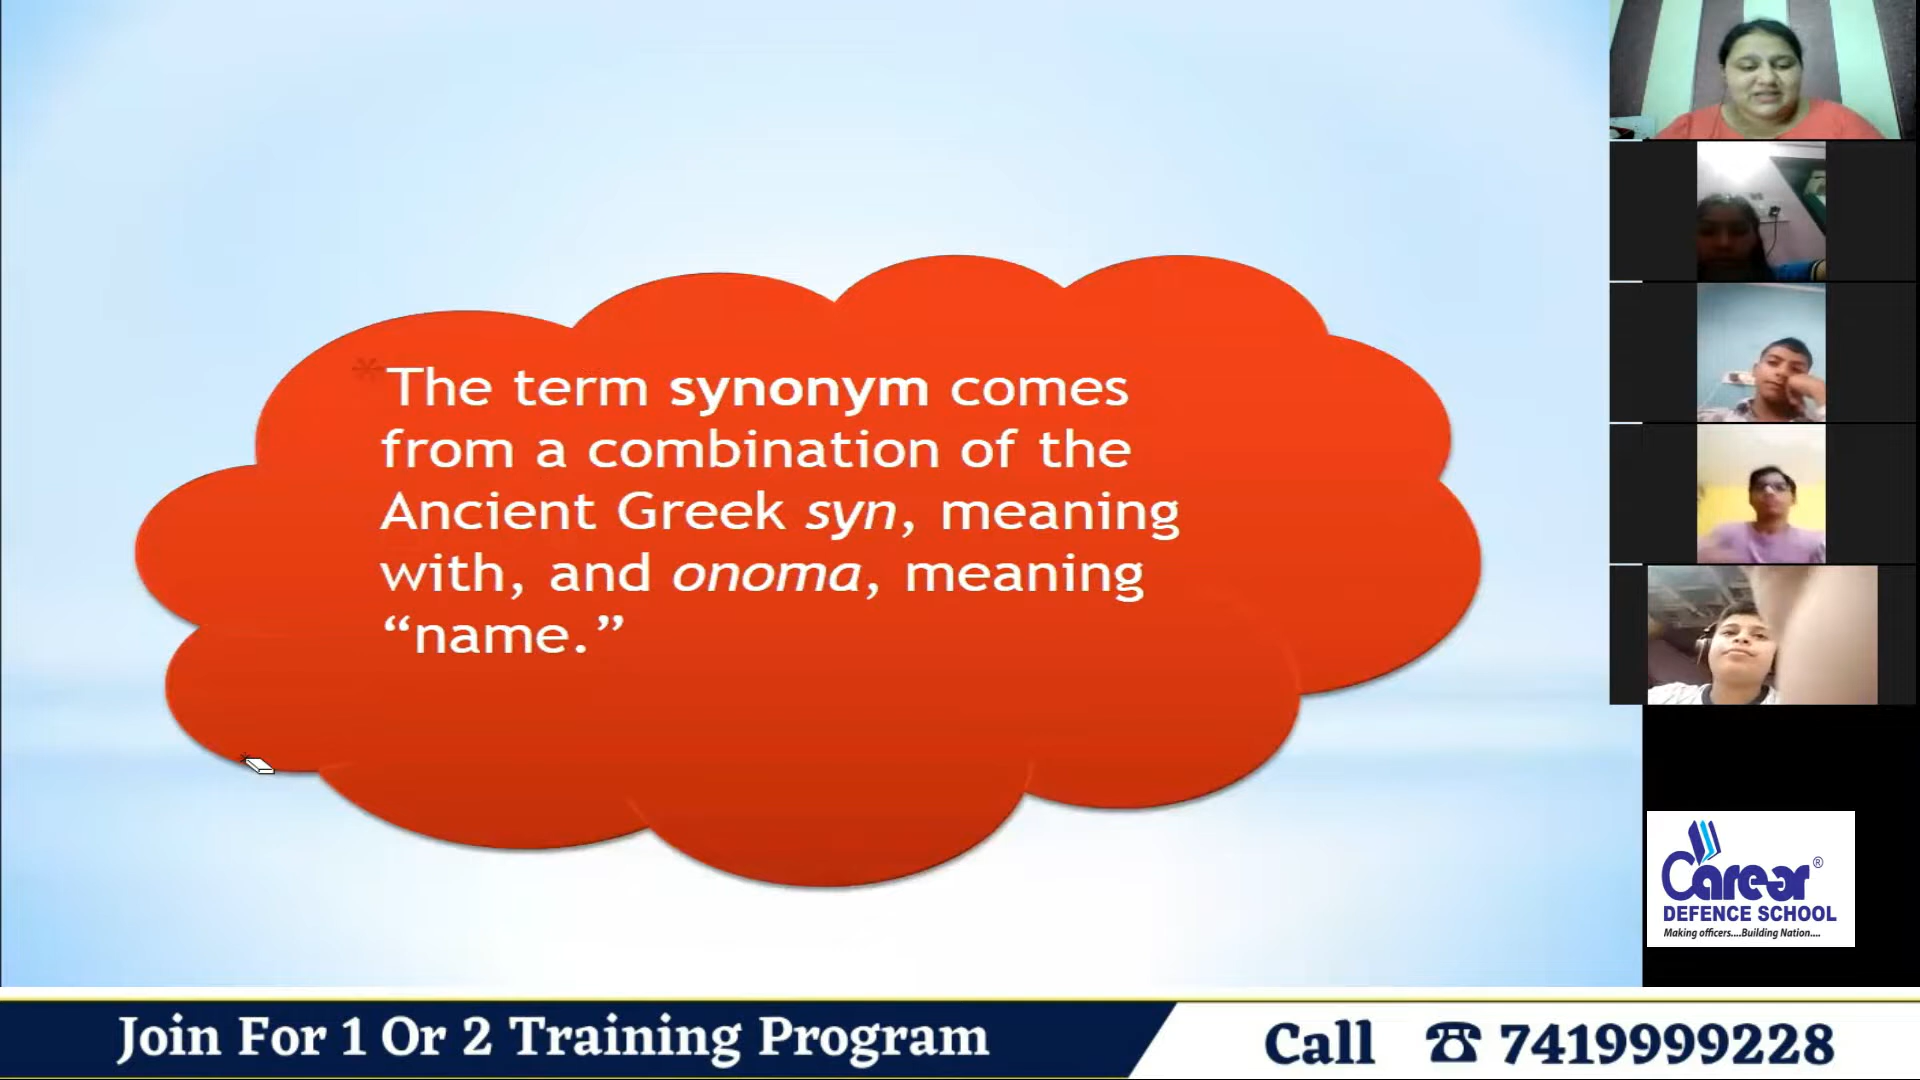 *The term synonym comes
from a combination of the
Ancient Greek syn, meaning
with, and onoma, meaning
“name.”
Carear®
DEFENCE SCHOOL
Making officers....Building Nation....
Join For 1 Or 2 Training Program
Call ☎ 7419999228